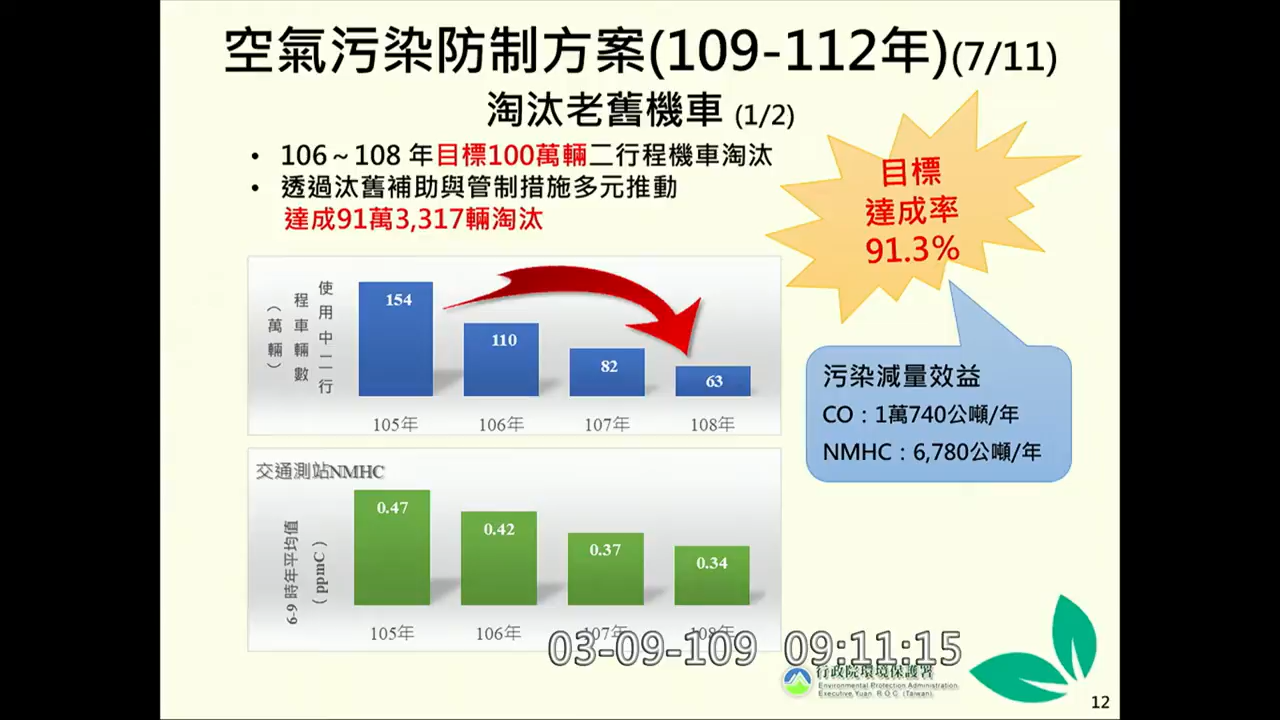 空氣污染防制方案(109-112年)(7/11)
淘汰老舊機車 (1/2)
• 106～108 年目標100萬輛二行程機車淘汰
• 透過汰舊補助與管制措施多元推動
達成91萬3,317輛淘汰
目標
達成率
91.3%
使用中二行
程車輛數
（萬輛）
154
110
82
63
105年
106年
107年
108年
污染減量效益
CO：1萬740公噸/年
NMHC：6,780公噸/年
交通測站NMHC
6-9 時年平均值
（ppmC）
0.47
0.42
0.37
0.34
105年
106年
107年
108年
03-09-109 09:11:15
行政院環境保護署
Environmental Protection Administration
Executive Yuan, R.O.C. (Taiwan)
12